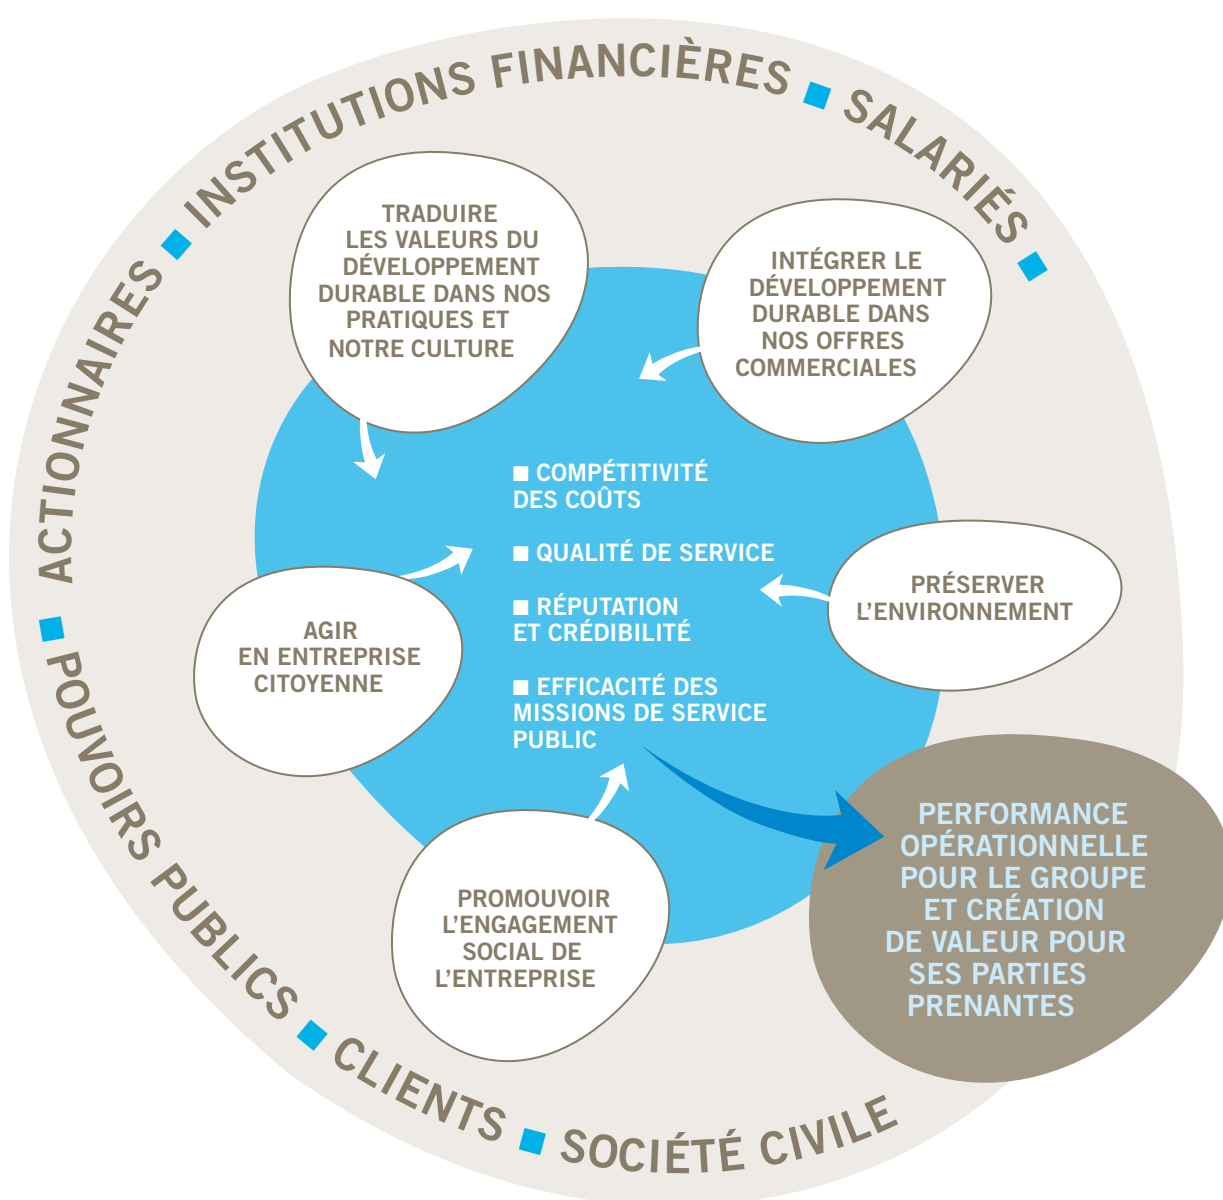 ACTIONNAIRES ■ INSTITUTIONS FINANCIÈRES ■ SALARIÉS ■
TRADUIRE
LES VALEURS DU
DÉVELOPPEMENT
DURABLE DANS NOS
PRATIQUES ET
NOTRE CULTURE
INTÉGRER LE
DÉVELOPPEMENT
DURABLE DANS
NOS OFFRES
COMMERCIALES
■ COMPÉTITIVITÉ
DES COÛTS
■ QUALITÉ DE SERVICE
■ RÉPUTATION
ET CRÉDIBILITÉ
■ EFFICACITÉ DES
MISSIONS DE SERVICE
PUBLIC
PRÉSERVER
L’ENVIRONNEMENT
AGIR
EN ENTREPRISE
CITOYENNE
PROMOUVOIR
L’ENGAGEMENT
SOCIAL DE
L’ENTREPRISE
PERFORMANCE
OPÉRATIONNELLE
POUR LE GROUPE
ET CRÉATION
DE VALEUR POUR
SES PARTIES
PRENANTES
■ POUVOIRS PUBLICS ■ CLIENTS ■ SOCIÉTÉ CIVILE